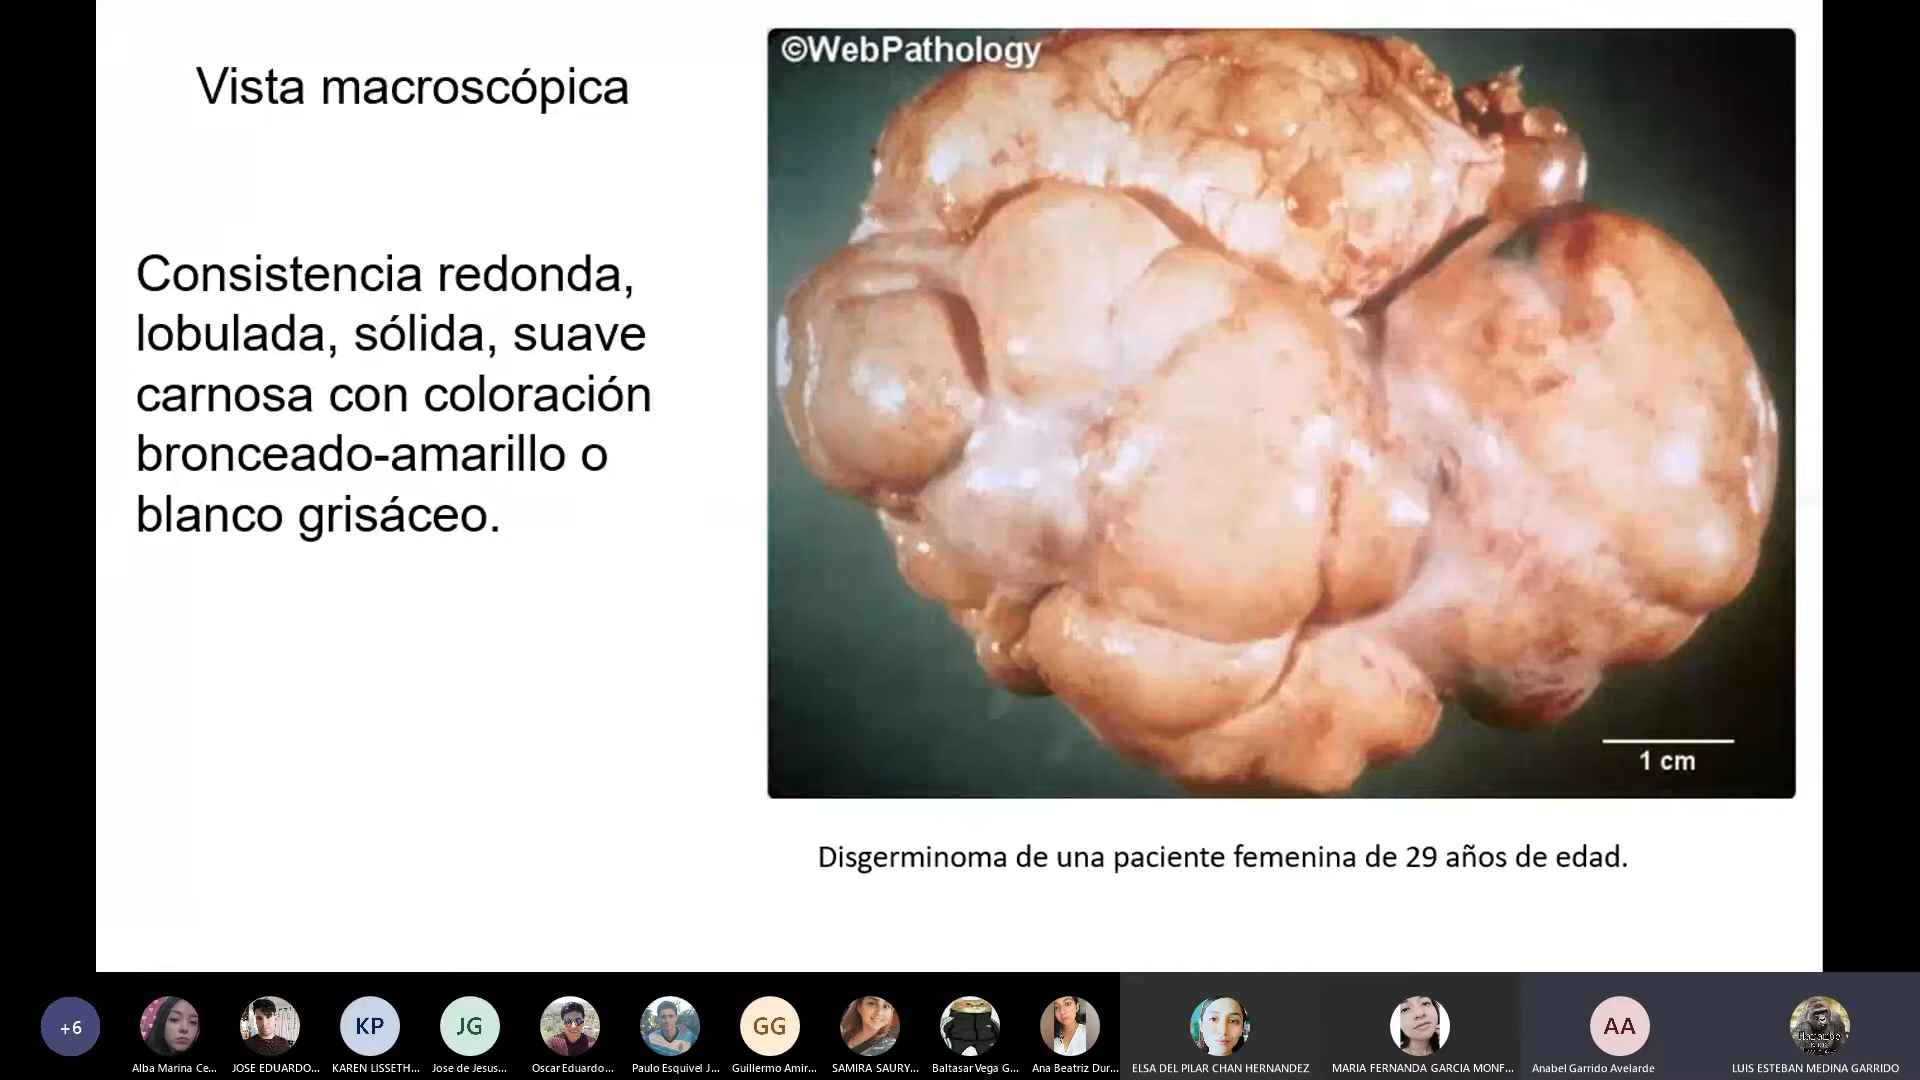 Vista macroscópica
Consistencia redonda,
lobulada, sólida, suave
carnosa con coloración
bronceado-amarillo o
blanco grisáceo.
©WebPathology
1 cm
Disgerminoma de una paciente femenina de 29 años de edad.
+6
KP
JG
GG
AA
Alba Marina Ce...
JOSE EDUARDO...
KAREN LISSETH...
Jose de Jesus...
Oscar Eduardo...
Paulo Esquivel J...
Guillermo Amir...
SAMIRA SAURY...
Baltasar Vega G...
Ana Beatriz Dur...
ELSA DEL PILAR CHAN HERNANDEZ
MARIA FERNANDA GARCIA MONF...
Anabel Garrido Avelarde
LUIS ESTEBAN MEDINA GARRIDO